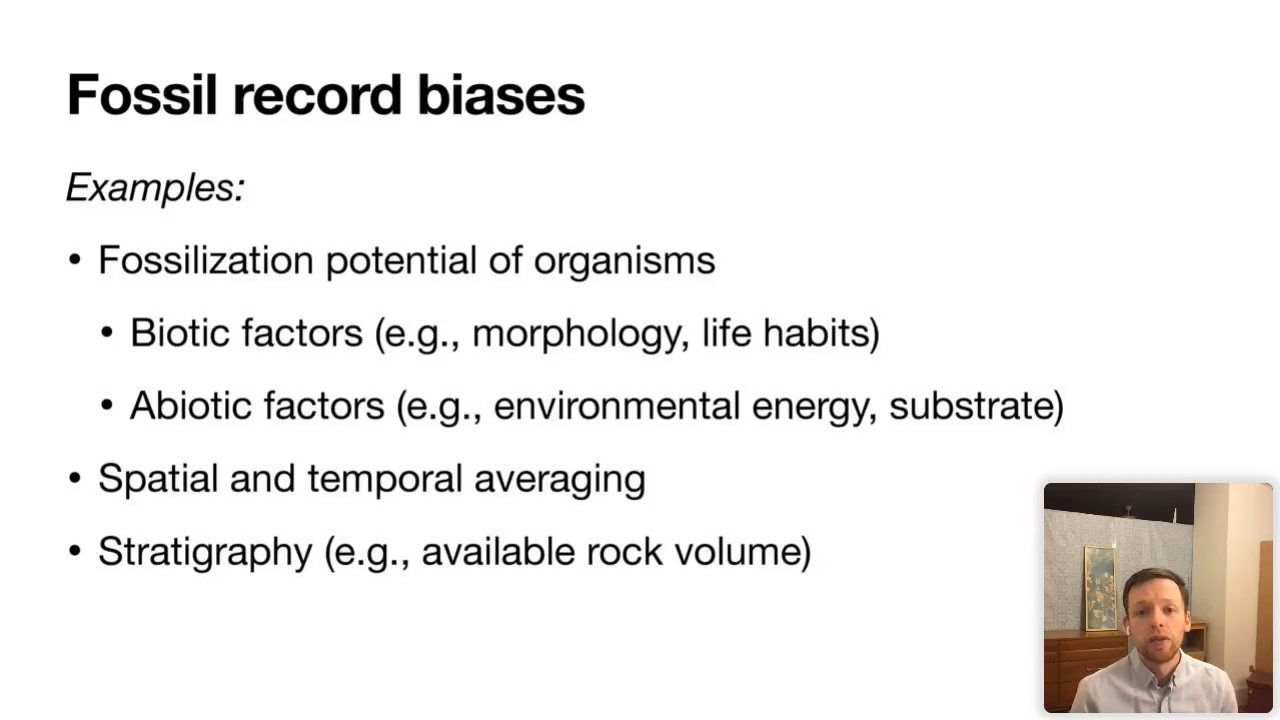 Fossil record biases
Examples:
• Fossilization potential of organisms
• Biotic factors (e.g., morphology, life habits)
• Abiotic factors (e.g., environmental energy, substrate)
• Spatial and temporal averaging
• Stratigraphy (e.g., available rock volume)